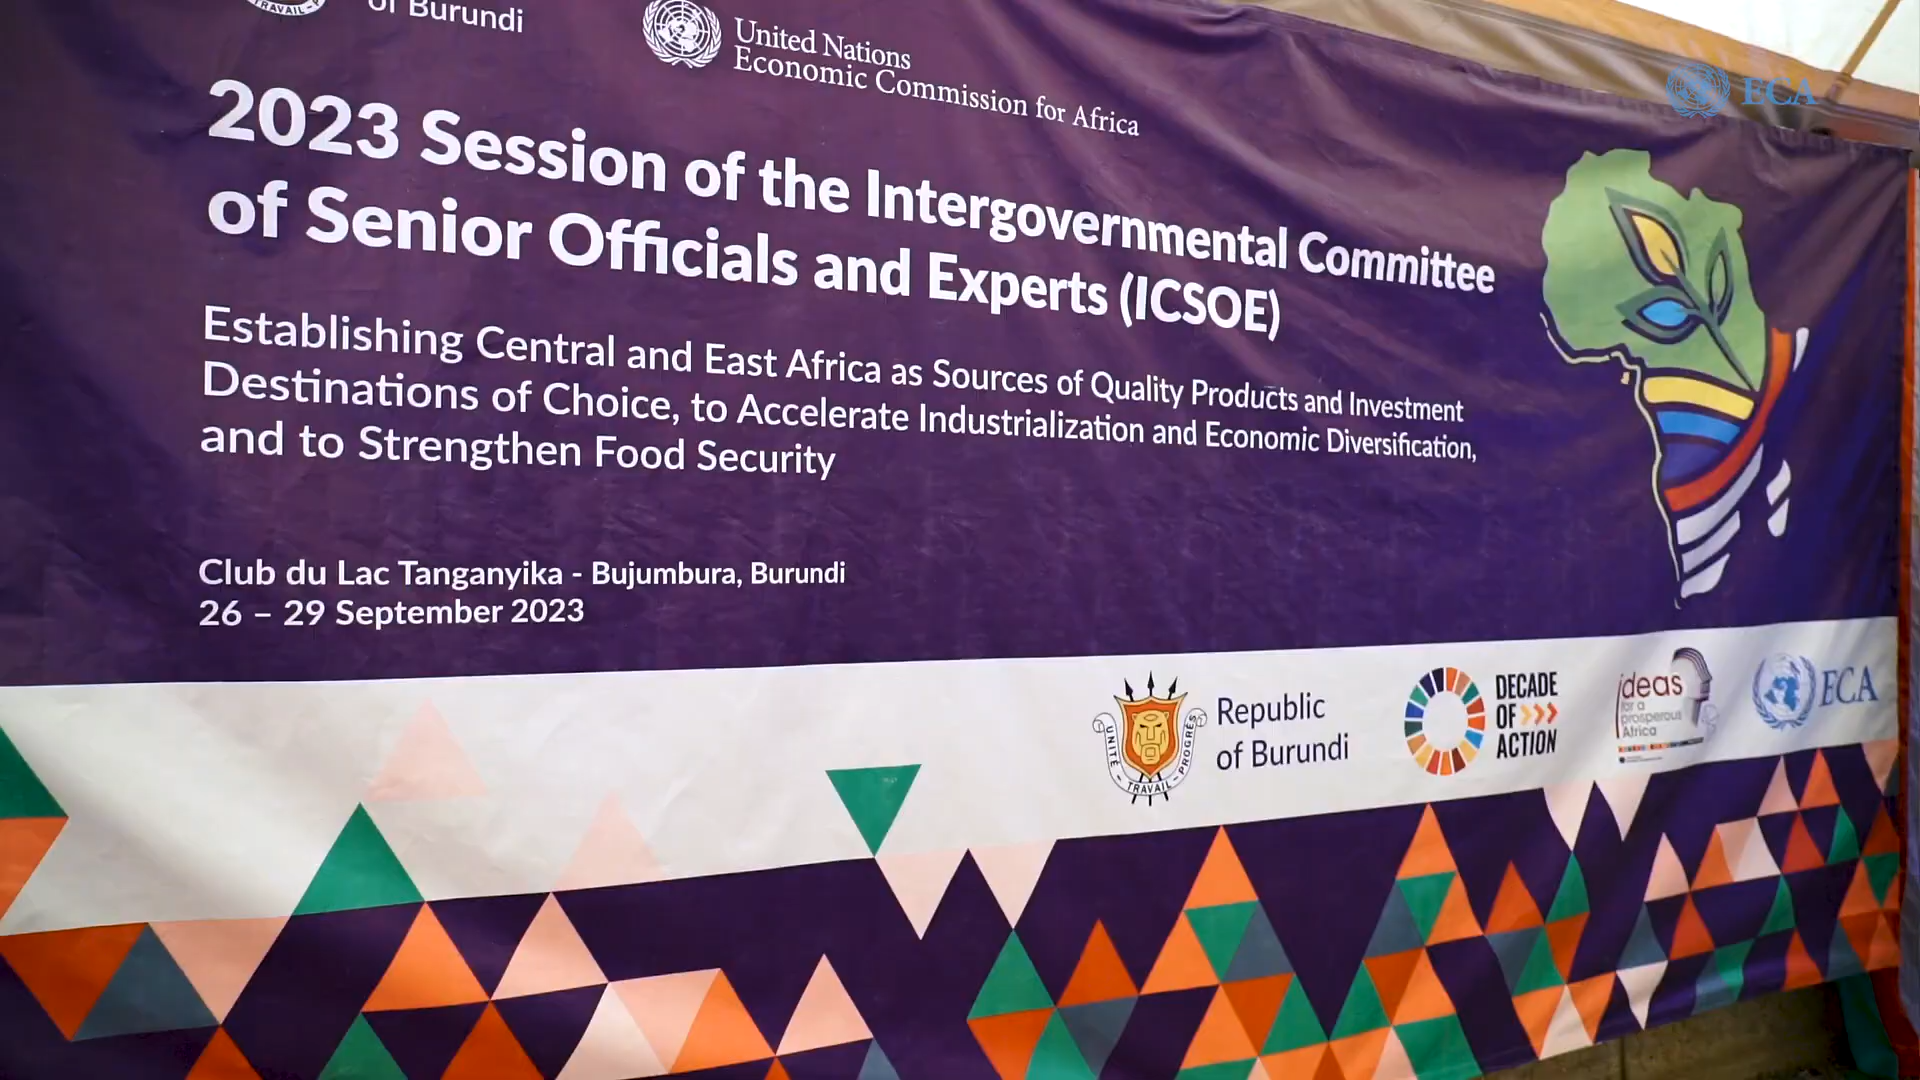 of Burundi
TRAVAIL
United Nations
Economic Commission for Africa
ECA
2023 Session of the Intergovernmental Committee
of Senior Officials and Experts (ICSOE)
Establishing Central and East Africa as Sources of Quality Products and Investment
Destinations of Choice, to Accelerate Industrialization and Economic Diversification,
and to Strengthen Food Security
Club du Lac Tanganyika - Bujumbura, Burundi
26 – 29 September 2023
UNITÉ - TRAVAIL - PROGRÈS
Republic
of Burundi
DECADE
OF >>>
ACTION
ideas
for a
prosperous
Africa
ECA